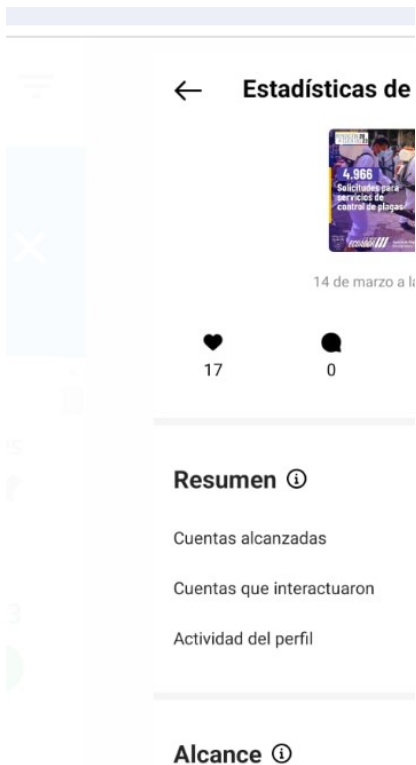 Estadísticas de
4.966
Solicitudes para
servicios de
control de plagas
ECUADOR
14 de marzo a la
17
0
Resumen
Cuentas alcanzadas
Cuentas que interactuaron
Actividad del perfil
Alcance